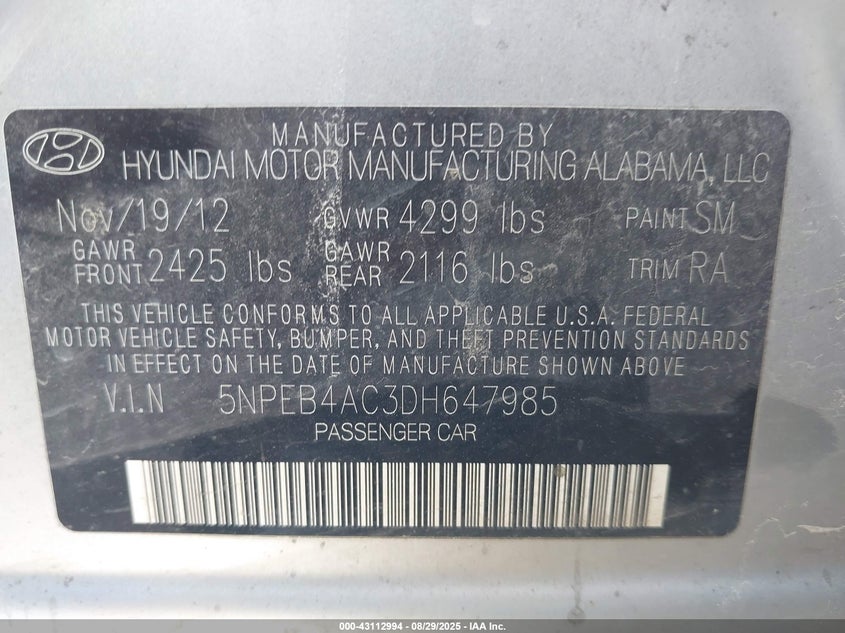 MANUFACTURED BY
HYUNDAI MOTOR MANUFACTURING ALABAMA, LLC
Nov/19/12 GVWR 4299 lbs PAINT SM
GAWR FRONT 2425 lbs GAWR REAR 2116 lbs TRIM RA
THIS VEHICLE CONFORMS TO ALL APPLICABLE U.S.A. FEDERAL
MOTOR VEHICLE SAFETY, BUMPER, AND THEFT PREVENTION STANDARDS
IN EFFECT ON THE DATE OF MANUFACTURE SHOWN ABOVE
V.I.N 5NPEB4AC3DH647985
PASSENGER CAR
000-43112994 - 08/29/2025 - IAA Inc.